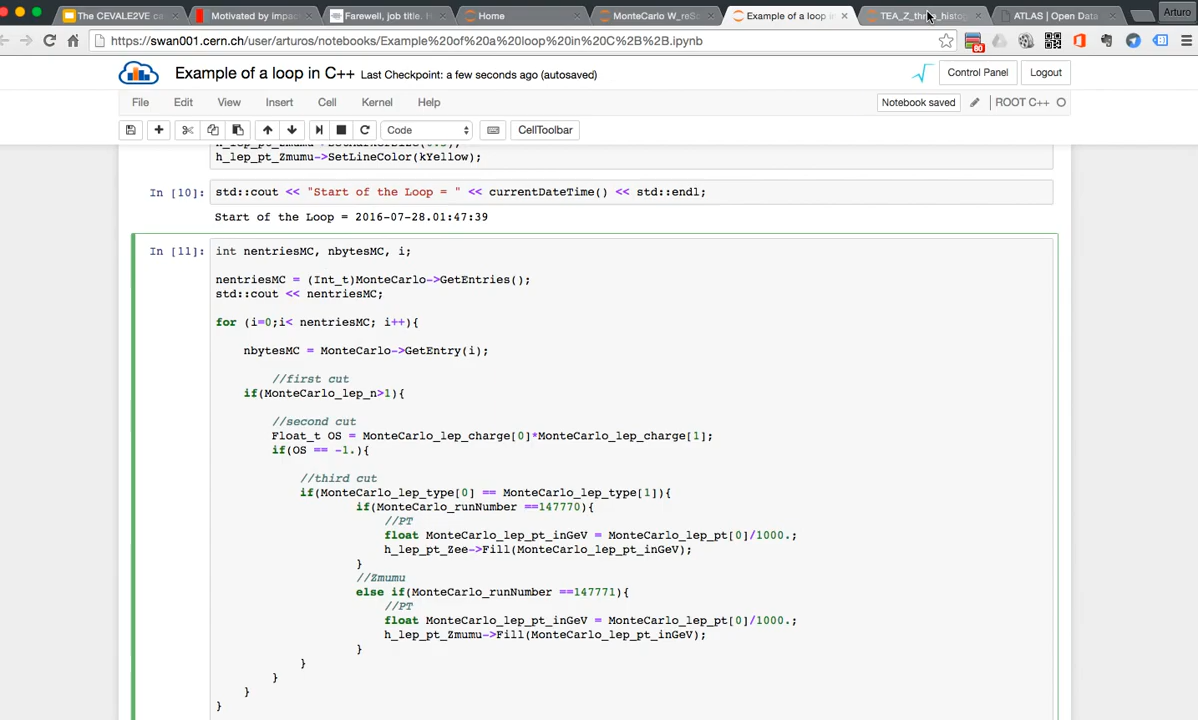 The CEVALE2VE ca
Motivated by impac
Farewell, job title. H
Home
MonteCarlo W_reSc
Example of a loop in
TEA_Z_th histog
ATLAS | Open Data
Arturo
https://swan001.cern.ch/user/arturos/notebooks/Example%20of%20a%20loop%20in%20C%2B%2B.ipynb
80
Example of a loop in C++ Last Checkpoint: a few seconds ago (autosaved)
Control Panel
Logout
File Edit View Insert Cell Kernel Help
Notebook saved
ROOT C++
Code
CellToolbar
h_lep_pt_Zmumu->SetLineColor(kYellow);
In [10]: std::cout << "Start of the Loop = " << currentDateTime() << std::endl;
Start of the Loop = 2016-07-28.01:47:39
In [11]: int nentriesMC, nbytesMC, i;
nentriesMC = (Int_t)MonteCarlo->GetEntries();
std::cout << nentriesMC;
for (i=0;i< nentriesMC; i++){
nbytesMC = MonteCarlo->GetEntry(i);
//first cut
if(MonteCarlo_lep_n>1){
//second cut
Float_t OS = MonteCarlo_lep_charge[0]*MonteCarlo_lep_charge[1];
if(OS == -1.){
//third cut
if(MonteCarlo_lep_type[0] == MonteCarlo_lep_type[1]){
if(MonteCarlo_runNumber ==147770){
//PT
float MonteCarlo_lep_pt_inGeV = MonteCarlo_lep_pt[0]/1000.;
h_lep_pt_Zee->Fill(MonteCarlo_lep_pt_inGeV);
}
//Zmumu
else if(MonteCarlo_runNumber ==147771){
//PT
float MonteCarlo_lep_pt_inGeV = MonteCarlo_lep_pt[0]/1000.;
h_lep_pt_Zmumu->Fill(MonteCarlo_lep_pt_inGeV);
}
}
}
}
}